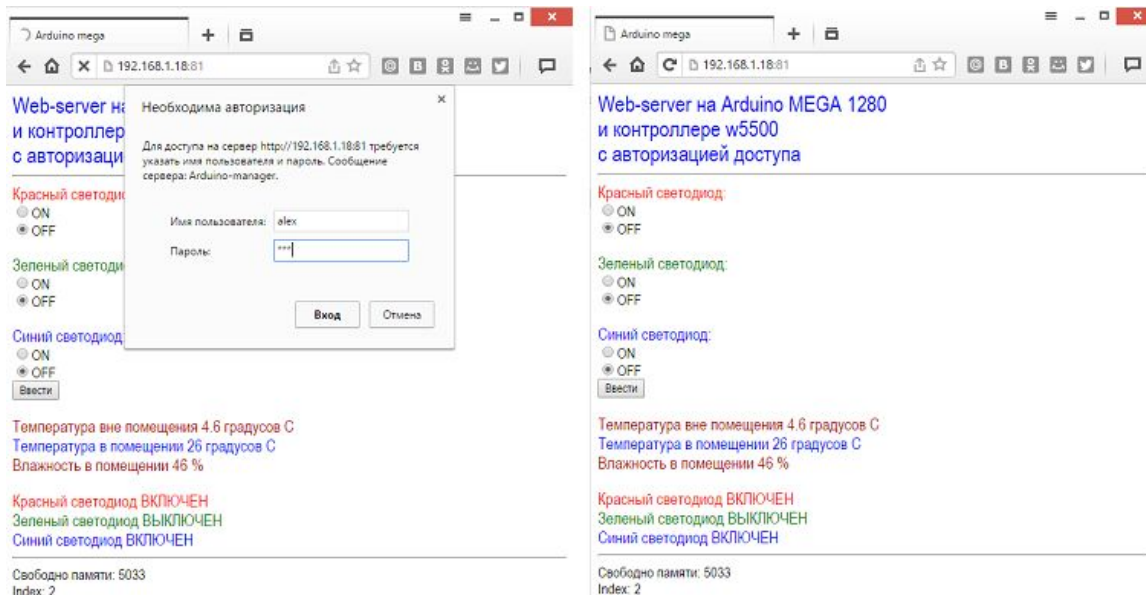 Arduino mega
192.168.1.18:81
Web-server на
и контроллер
с авторизаци
Необходима авторизация
Для доступа на сервер http://192.168.1.18:81 требуется
указать имя пользователя и пароль. Сообщение
сервера: Arduino-manager.
Имя пользователя: alex
Пароль: ***
Вход Отмена
Красный светодио
ON
OFF
Зеленый светоди
ON
OFF
Синий светодиод:
ON
OFF
Ввести
Температура вне помещения 4.6 градусов C
Температура в помещении 26 градусов C
Влажность в помещении 46 %
Красный светодиод ВКЛЮЧЕН
Зеленый светодиод ВЫКЛЮЧЕН
Синий светодиод ВКЛЮЧЕН
Свободно памяти: 5033
Index: 2
Arduino mega
192.168.1.18:81
Web-server на Arduino MEGA 1280
и контроллере w5500
с авторизацией доступа
Красный светодиод:
ON
OFF
Зеленый светодиод:
ON
OFF
Синий светодиод:
ON
OFF
Ввести
Температура вне помещения 4.6 градусов C
Температура в помещении 26 градусов C
Влажность в помещении 46 %
Красный светодиод ВКЛЮЧЕН
Зеленый светодиод ВЫКЛЮЧЕН
Синий светодиод ВКЛЮЧЕН
Свободно памяти: 5033
Index: 2